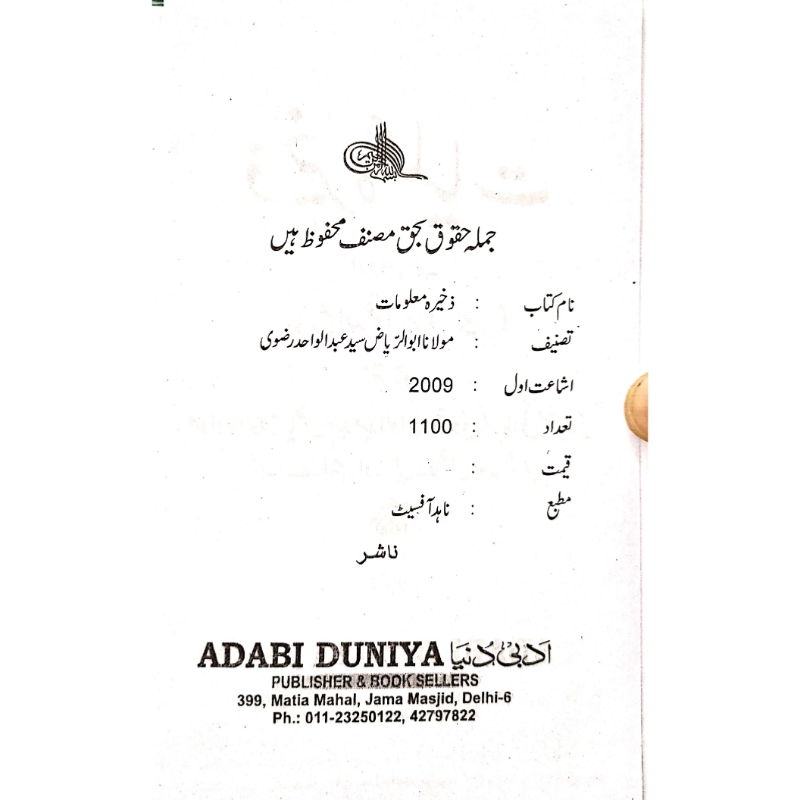 جملہ حقوق بحق مصنف محفوظ ہیں
نام کتاب : ذخیرہ معلومات
تصنیف : مولانا ابوالریاض سید عبدالواحد رضوی
اشاعت اول : 2009
تعداد : 1100
قیمت : -
مطبع : ناہد آفسیٹ
ناشر
ADABI DUNIYA اَدبیْ دُنیَا
PUBLISHER & BOOK SELLERS
399, Matia Mahal, Jama Masjid, Delhi-6
Ph.: 011-23250122, 42797822